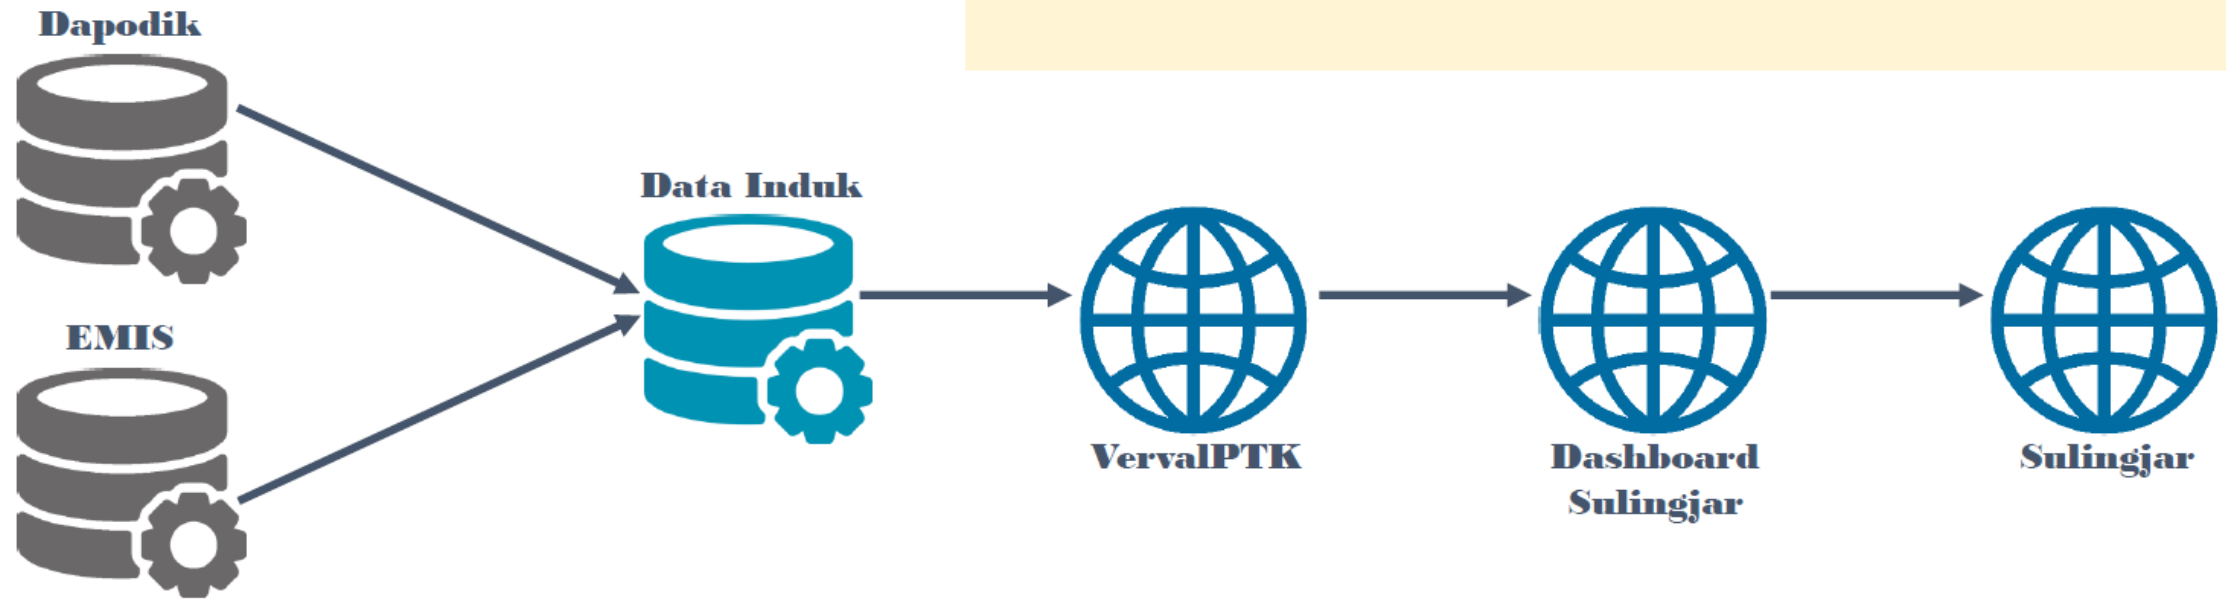 Dapodik
EMIS
Data Induk
VervalPTK
Dashboard
Sulingjar
Sulingjar